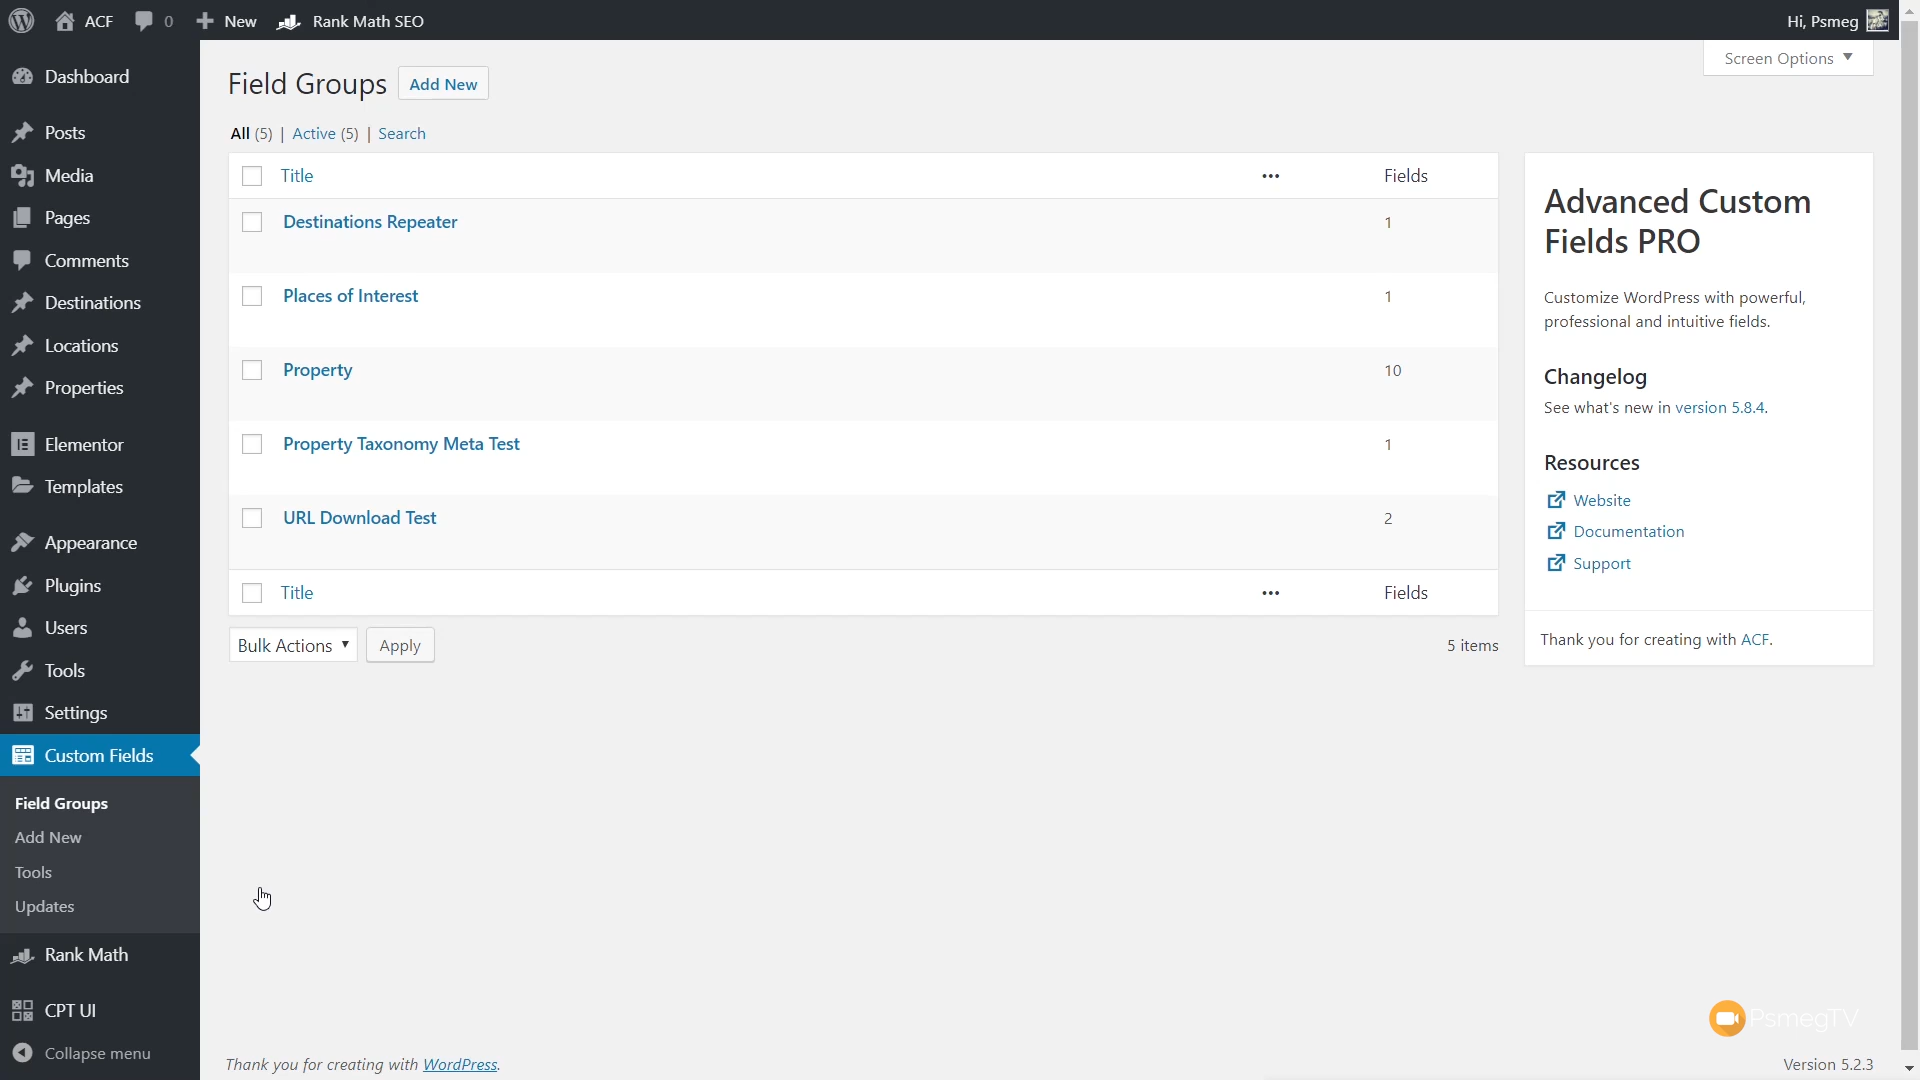 ACF 0 New Rank Math SEO Hi, Psmeg
Screen Options
Dashboard
Posts
Media
Pages
Comments
Destinations
Locations
Properties
Elementor
Templates
Appearance
Plugins
Users
Tools
Settings
Custom Fields
Field Groups
Add New
Tools
Updates
Rank Math
CPT UI
Collapse menu
Field Groups Add New
All (5) | Active (5) | Search
Title ••• Fields
Destinations Repeater 1
Places of Interest 1
Property 10
Property Taxonomy Meta Test 1
URL Download Test 2
Title ••• Fields
Bulk Actions Apply 5 items
Advanced Custom
Fields PRO
Customize WordPress with powerful,
professional and intuitive fields.
Changelog
See what's new in version 5.8.4.
Resources
Website
Documentation
Support
Thank you for creating with ACF.
PsmegTV
Thank you for creating with WordPress. Version 5.2.3